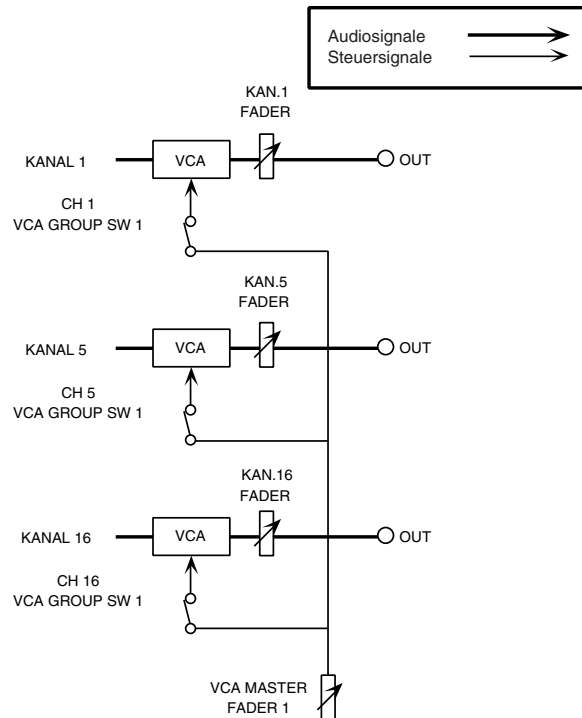 Audiosignale
Steuersignale
KAN.1
FADER
KANAL 1
VCA
OUT
CH 1
VCA GROUP SW 1
KAN.5
FADER
KANAL 5
VCA
OUT
CH 5
VCA GROUP SW 1
KAN.16
FADER
KANAL 16
VCA
OUT
CH 16
VCA GROUP SW 1
VCA MASTER
FADER 1